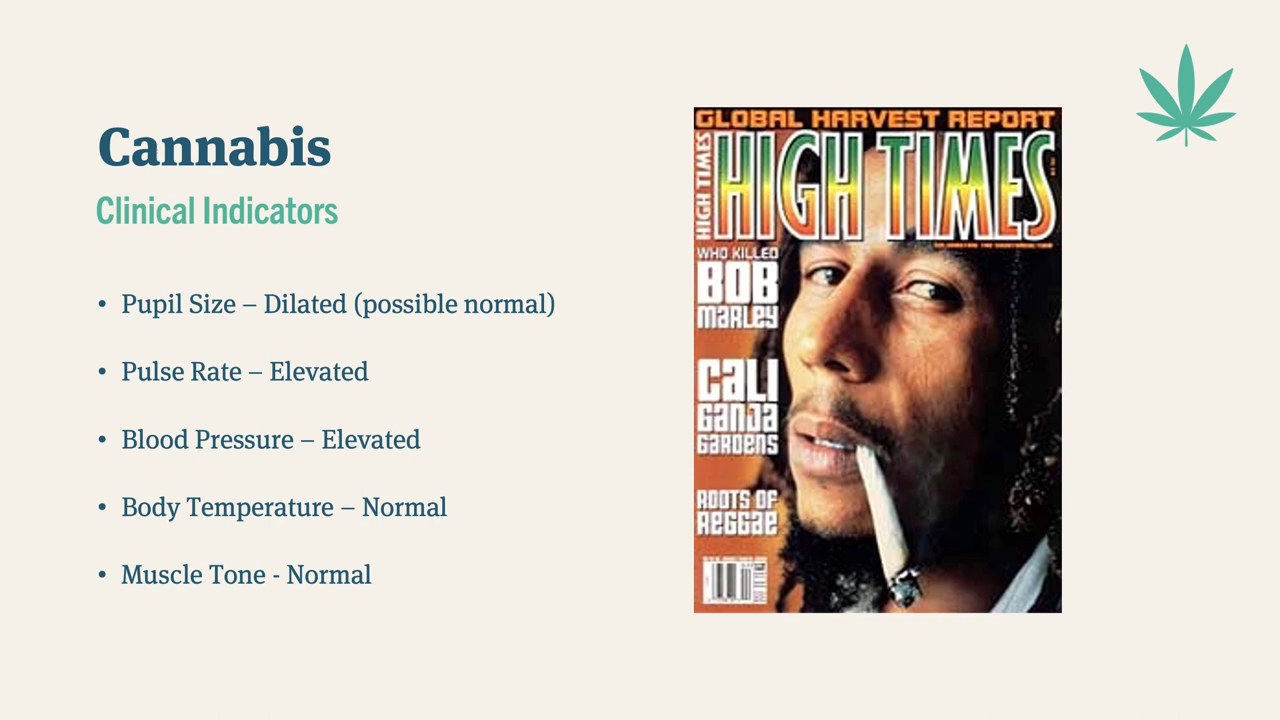 Cannabis
Clinical Indicators
• Pupil Size – Dilated (possible normal)
• Pulse Rate – Elevated
• Blood Pressure – Elevated
• Body Temperature – Normal
• Muscle Tone - Normal
GLOBAL HARVEST REPORT
HIGH TIMES
HIGH TIMES
WHO KILLED
BOB
MARLEY
CALI
GANJA
GARDENS
ROOTS OF
REGGAE